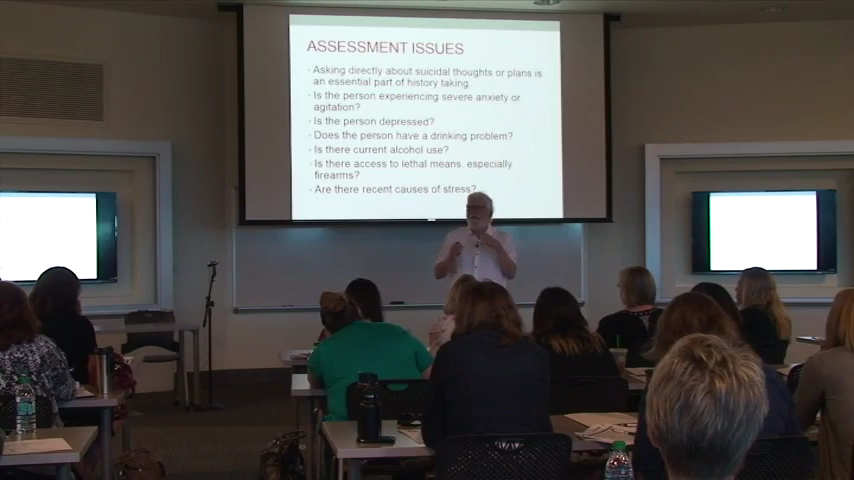 ASSESSMENT ISSUES
· Asking directly about suicidal thoughts or plans is
an essential part of history taking.
· Is the person experiencing severe anxiety or
agitation?
· Is the person depressed?
· Does the person have a drinking problem?
· Is there current alcohol use?
· Is there access to lethal means, especially
firearms?
· Are there recent causes of stress?